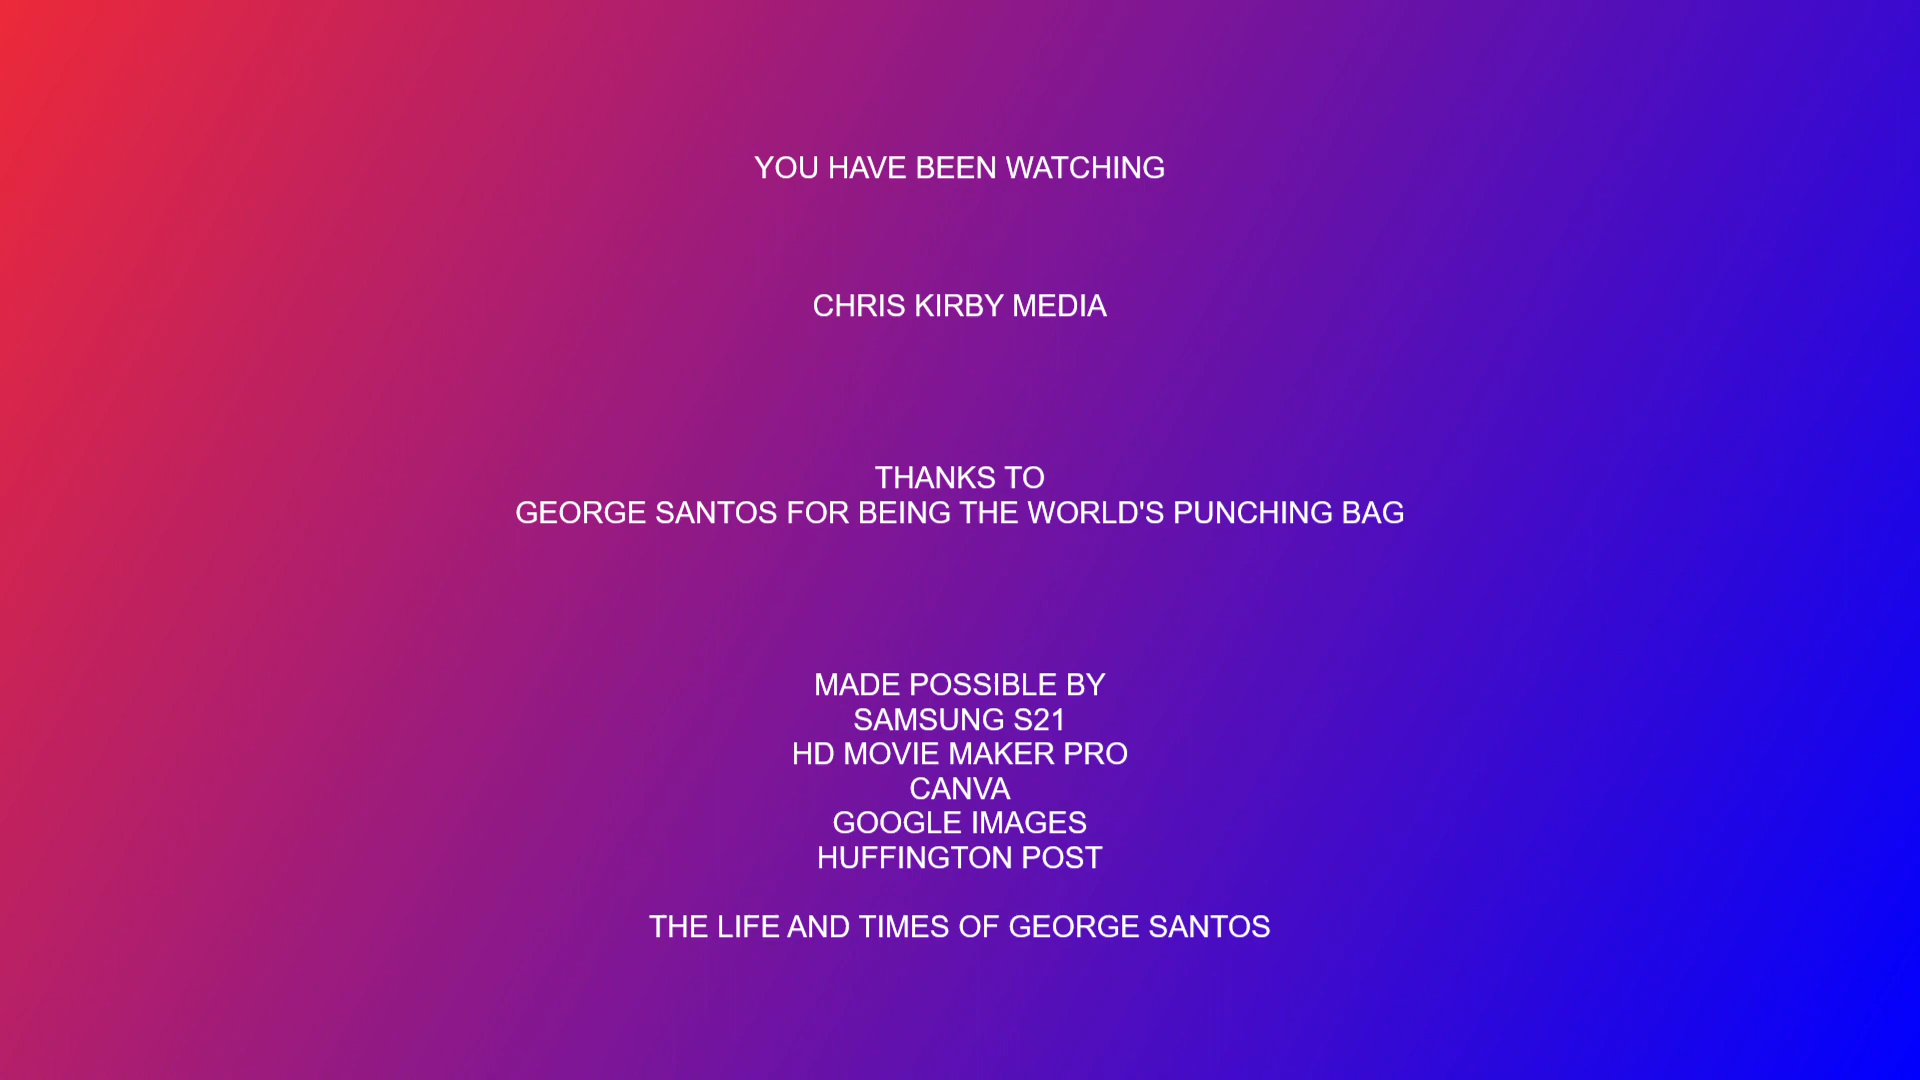 YOU HAVE BEEN WATCHING
CHRIS KIRBY MEDIA
THANKS TO
GEORGE SANTOS FOR BEING THE WORLD'S PUNCHING BAG
MADE POSSIBLE BY
SAMSUNG S21
HD MOVIE MAKER PRO
CANVA
GOOGLE IMAGES
HUFFINGTON POST
THE LIFE AND TIMES OF GEORGE SANTOS